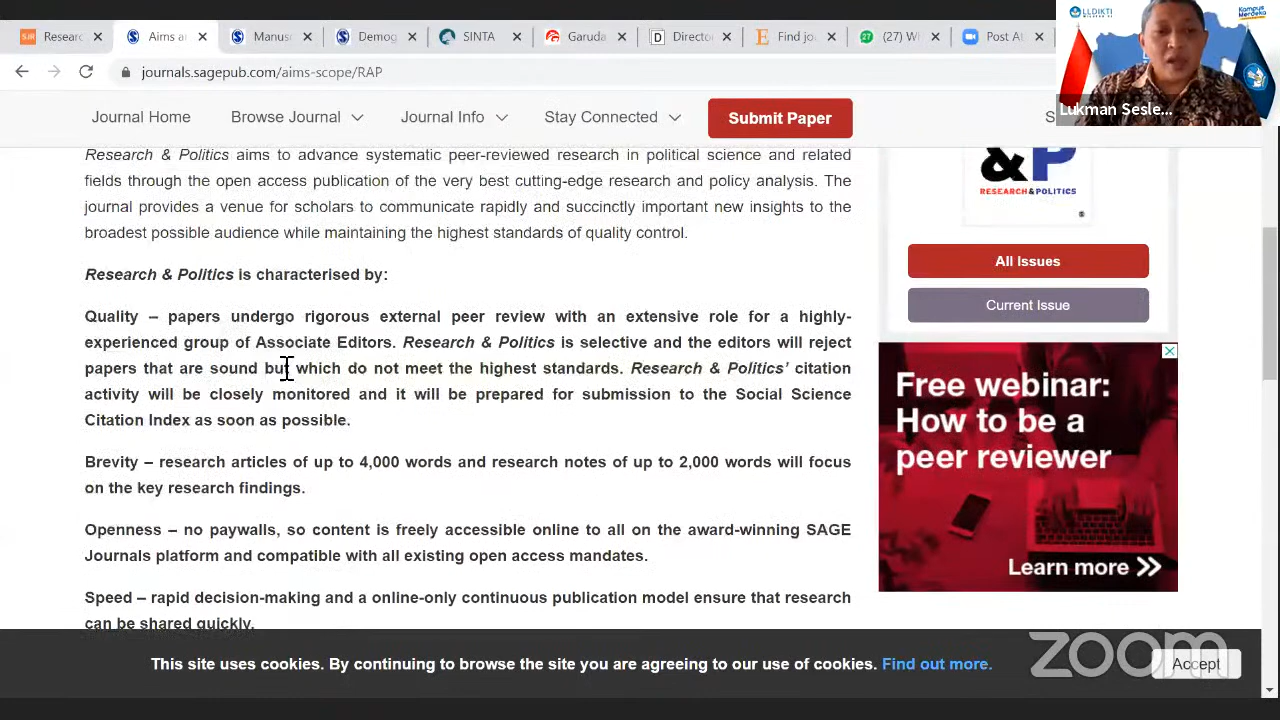 Researc
Aims ar
Manus
Demog
SINTA
Garuda
Direct
Find jo
(27) W
Post At
LLDIKTI
Kampus
Merdeka
journals.sagepub.com/aims-scope/RAP
Lukman Sesle...
Journal Home
Browse Journal
Journal Info
Stay Connected
Submit Paper
S
Research & Politics aims to advance systematic peer-reviewed research in political science and related
fields through the open access publication of the very best cutting-edge research and policy analysis. The
journal provides a venue for scholars to communicate rapidly and succinctly important new insights to the
broadest possible audience while maintaining the highest standards of quality control.
Research & Politics is characterised by:
Quality – papers undergo rigorous external peer review with an extensive role for a highly-
experienced group of Associate Editors. Research & Politics is selective and the editors will reject
papers that are sound but which do not meet the highest standards. Research & Politics' citation
activity will be closely monitored and it will be prepared for submission to the Social Science
Citation Index as soon as possible.
Brevity – research articles of up to 4,000 words and research notes of up to 2,000 words will focus
on the key research findings.
Openness – no paywalls, so content is freely accessible online to all on the award-winning SAGE
Journals platform and compatible with all existing open access mandates.
Speed – rapid decision-making and a online-only continuous publication model ensure that research
can be shared quickly.
&P
RESEARCH&POLITICS
All Issues
Current Issue
Free webinar:
How to be a
peer reviewer
Learn more >>
This site uses cookies. By continuing to browse the site you are agreeing to our use of cookies. Find out more.
Accept
zoom